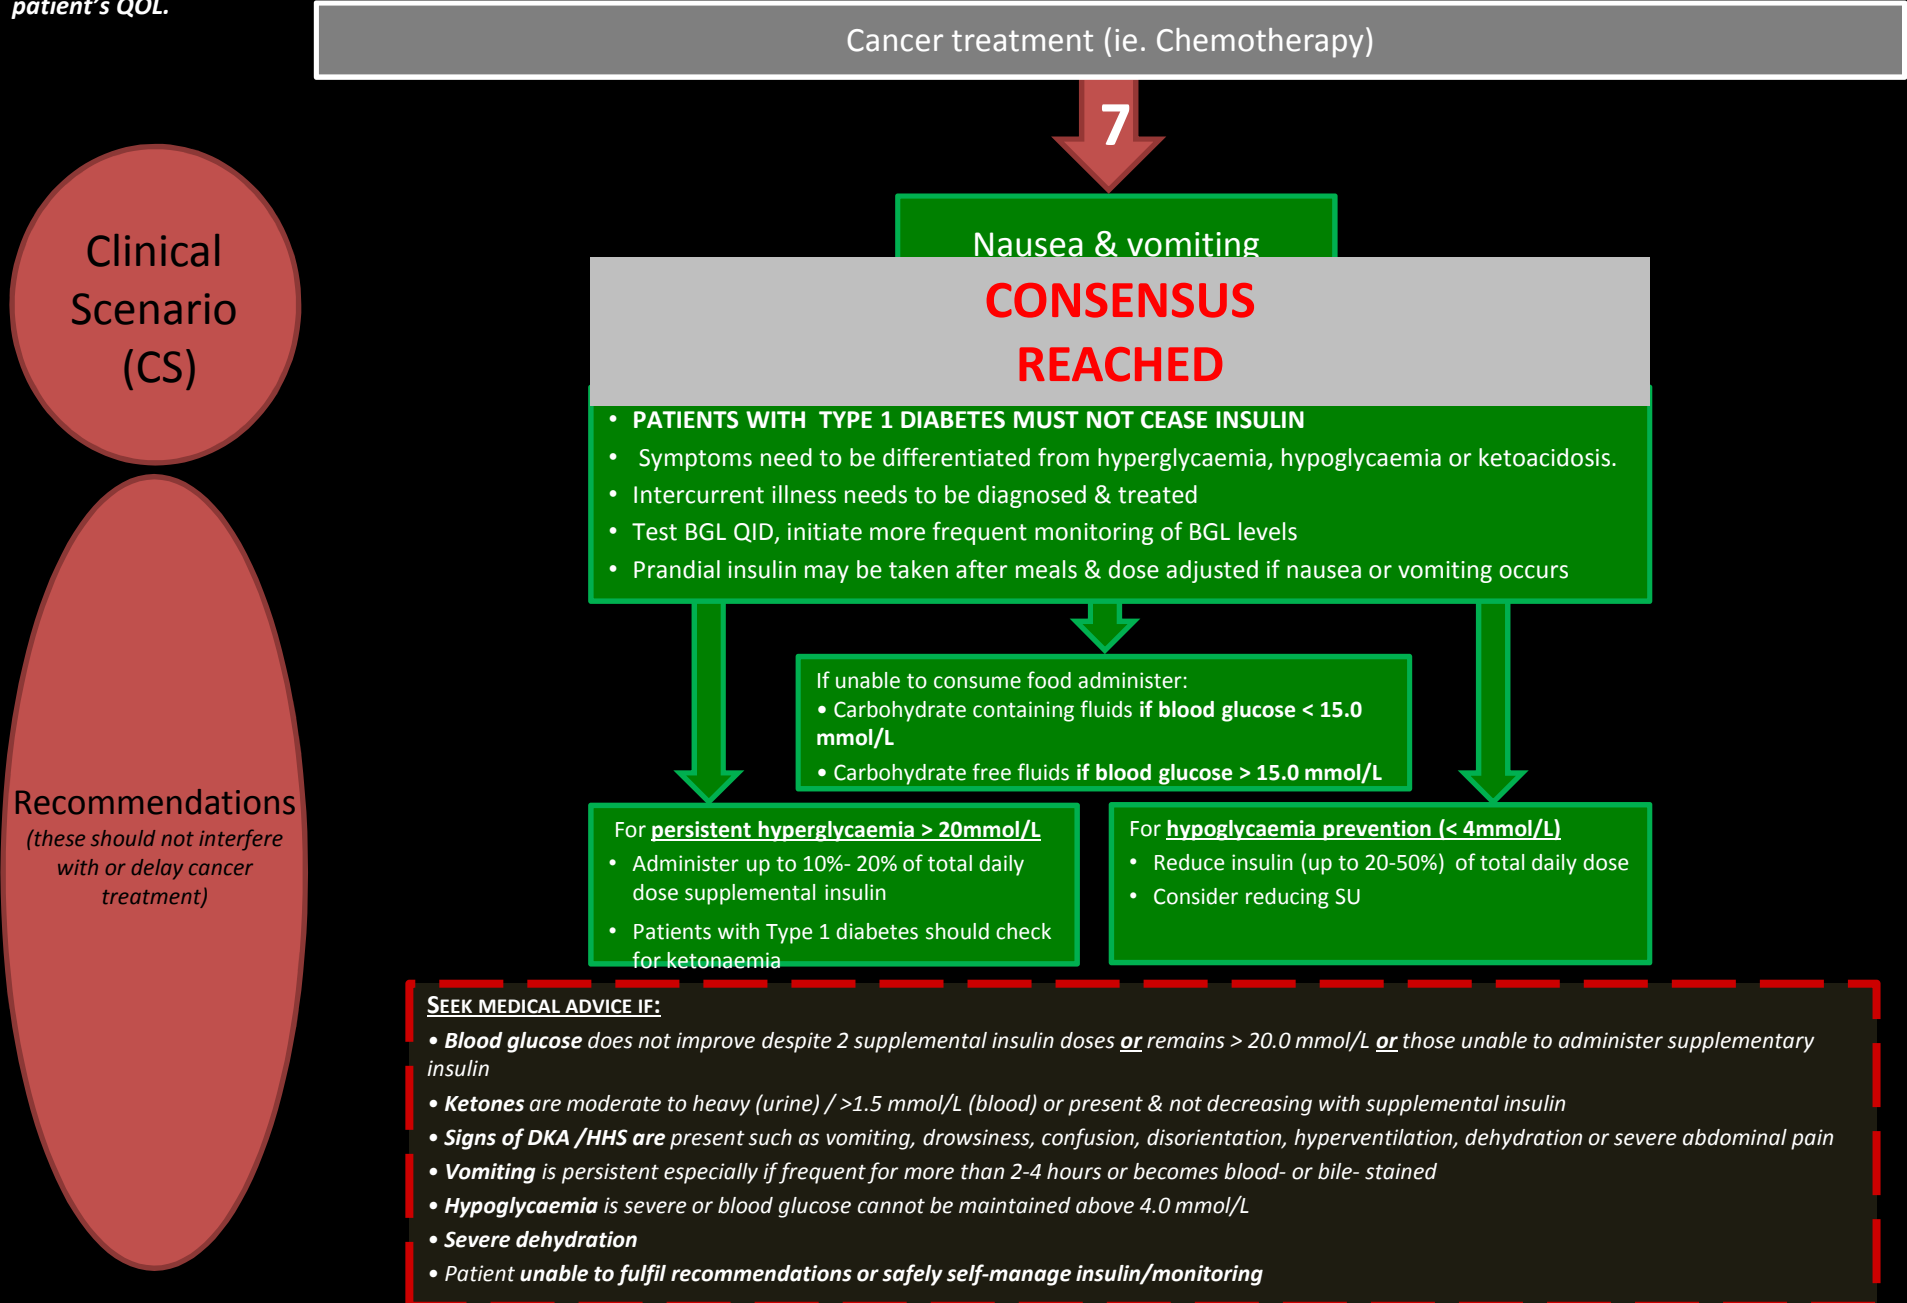 patient's QOL.
Cancer treatment (ie. Chemotherapy)
7
Clinical
Scenario
(CS)
Nausea & vomiting
CONSENSUS
REACHED
• PATIENTS WITH TYPE 1 DIABETES MUST NOT CEASE INSULIN
• Symptoms need to be differentiated from hyperglycaemia, hypoglycaemia or ketoacidosis.
• Intercurrent illness needs to be diagnosed & treated
• Test BGL QID, initiate more frequent monitoring of BGL levels
• Prandial insulin may be taken after meals & dose adjusted if nausea or vomiting occurs
If unable to consume food administer:
• Carbohydrate containing fluids if blood glucose < 15.0
mmol/L
• Carbohydrate free fluids if blood glucose > 15.0 mmol/L
Recommendations
(these should not interfere
with or delay cancer
treatment)
For persistent hyperglycaemia > 20mmol/L
• Administer up to 10%- 20% of total daily
dose supplemental insulin
• Patients with Type 1 diabetes should check
for ketonaemia
For hypoglycaemia prevention (< 4mmol/L)
• Reduce insulin (up to 20-50%) of total daily dose
• Consider reducing SU
SEEK MEDICAL ADVICE IF:
• Blood glucose does not improve despite 2 supplemental insulin doses or remains > 20.0 mmol/L or those unable to administer supplementary
insulin
• Ketones are moderate to heavy (urine) / >1.5 mmol/L (blood) or present & not decreasing with supplemental insulin
• Signs of DKA /HHS are present such as vomiting, drowsiness, confusion, disorientation, hyperventilation, dehydration or severe abdominal pain
• Vomiting is persistent especially if frequent for more than 2-4 hours or becomes blood- or bile- stained
• Hypoglycaemia is severe or blood glucose cannot be maintained above 4.0 mmol/L
• Severe dehydration
• Patient unable to fulfil recommendations or safely self-manage insulin/monitoring